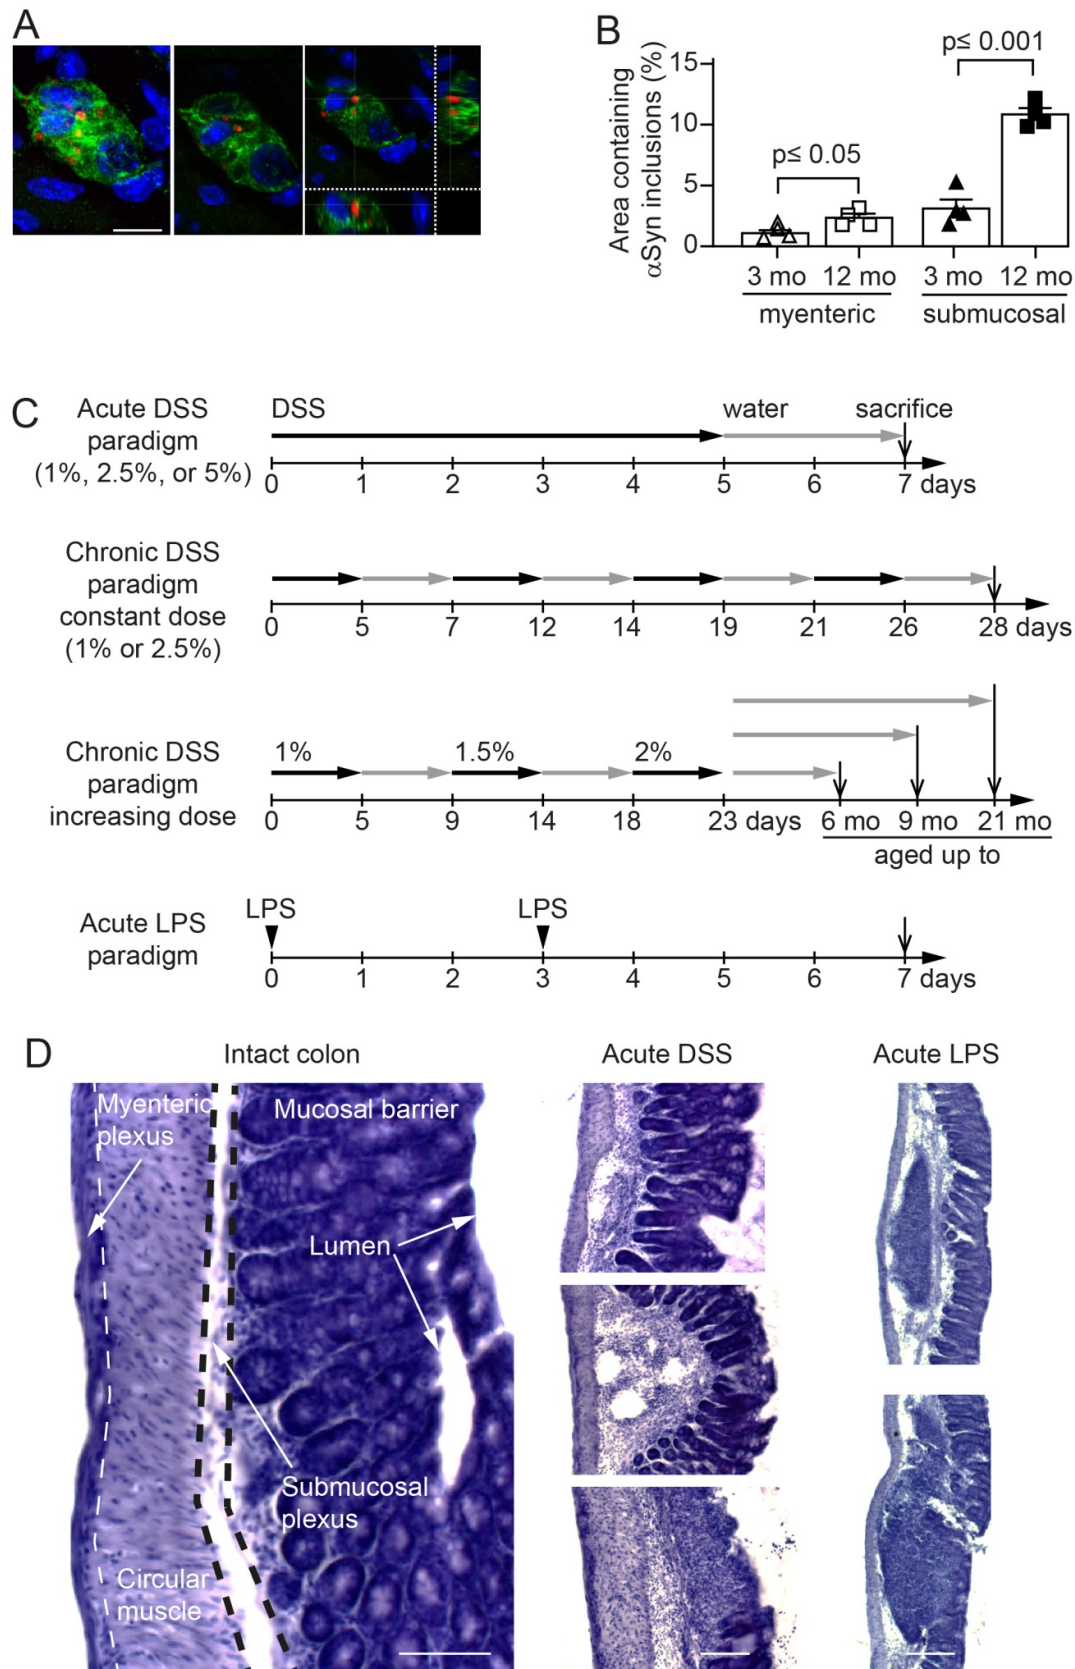 A
B
p≤ 0.001
p≤ 0.05
Area containing
αSyn inclusions (%)
15
10
5
0
3 mo 12 mo 3 mo 12 mo
myenteric submucosal
C
Acute DSS
paradigm
(1%, 2.5%, or 5%)
DSS water sacrifice
0 1 2 3 4 5 6 7 days
Chronic DSS
paradigm
constant dose
(1% or 2.5%)
0 5 7 12 14 19 21 26 28 days
Chronic DSS
paradigm
increasing dose
1% 1.5% 2%
0 5 9 14 18 23 days 6 mo 9 mo 21 mo
aged up to
Acute LPS
paradigm
LPS LPS
0 1 2 3 4 5 6 7 days
D
Intact colon Acute DSS Acute LPS
Myenteric
plexus
Mucosal barrier
Lumen
Submucosal
plexus
Circular
muscle